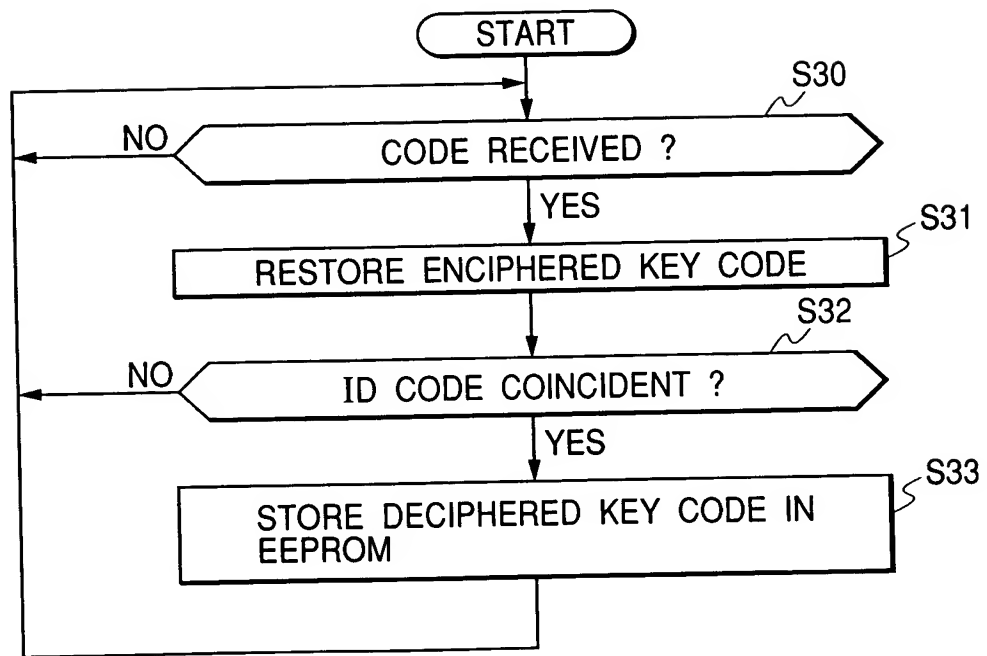 START
S30
NO
CODE RECEIVED ?
YES
S31
RESTORE ENCIPHERED KEY CODE
S32
NO
ID CODE COINCIDENT ?
YES
S33
STORE DECIPHERED KEY CODE IN
EEPROM